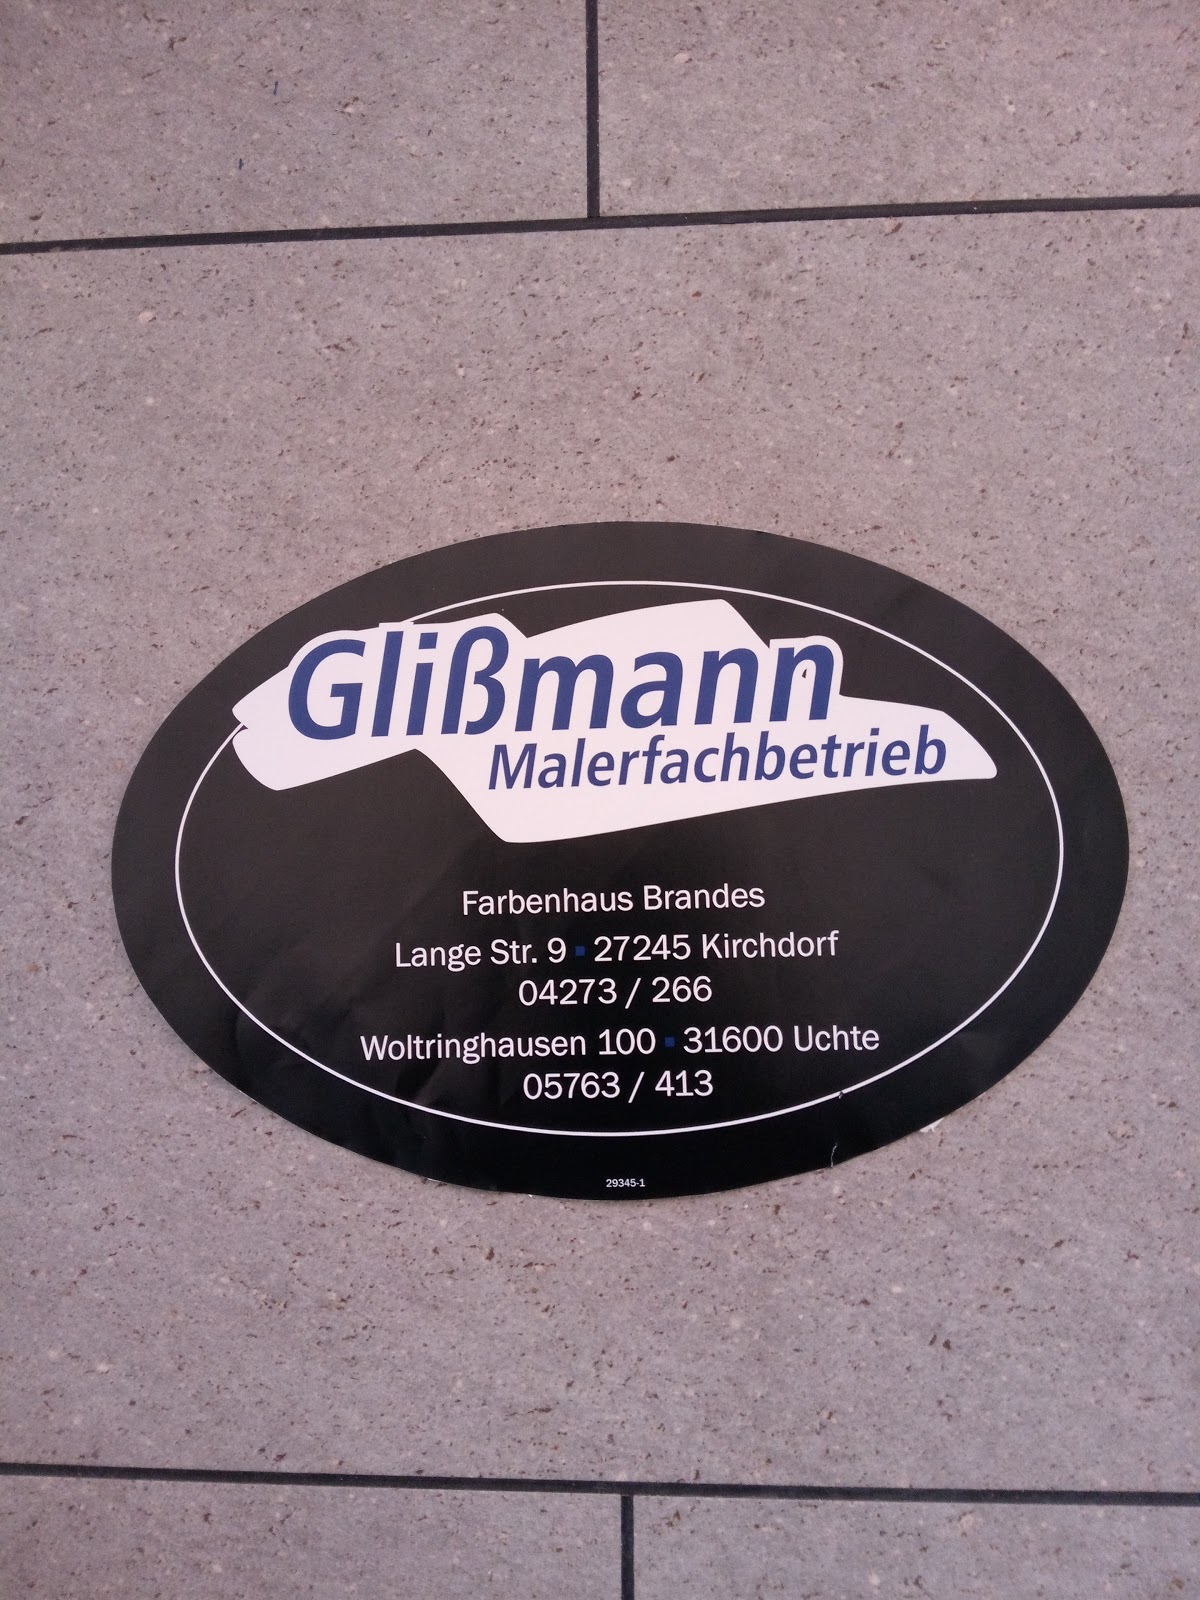 Glißmann
Malerfachbetrieb
Farbenhaus Brandes
Lange Str. 9 ▪ 27245 Kirchdorf
04273 / 266
Woltringhausen 100 ▪ 31600 Uchte
05763 / 413
29345-1